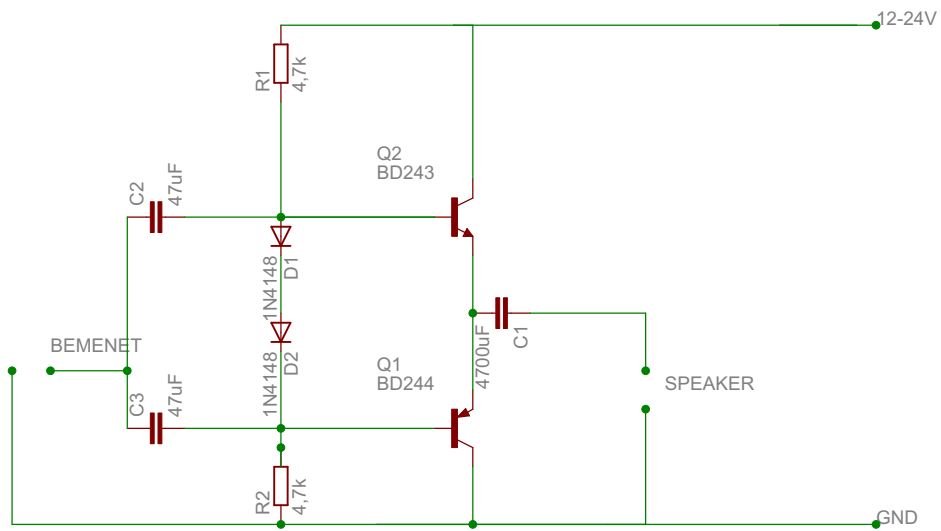 12-24V
R1
4,7k
Q2
BD243
C2
47uF
1N4148
D1
BEMENET
C3
47uF
1N4148
D2
Q1
BD244
4700uF
C1
SPEAKER
R2
4,7k
GND